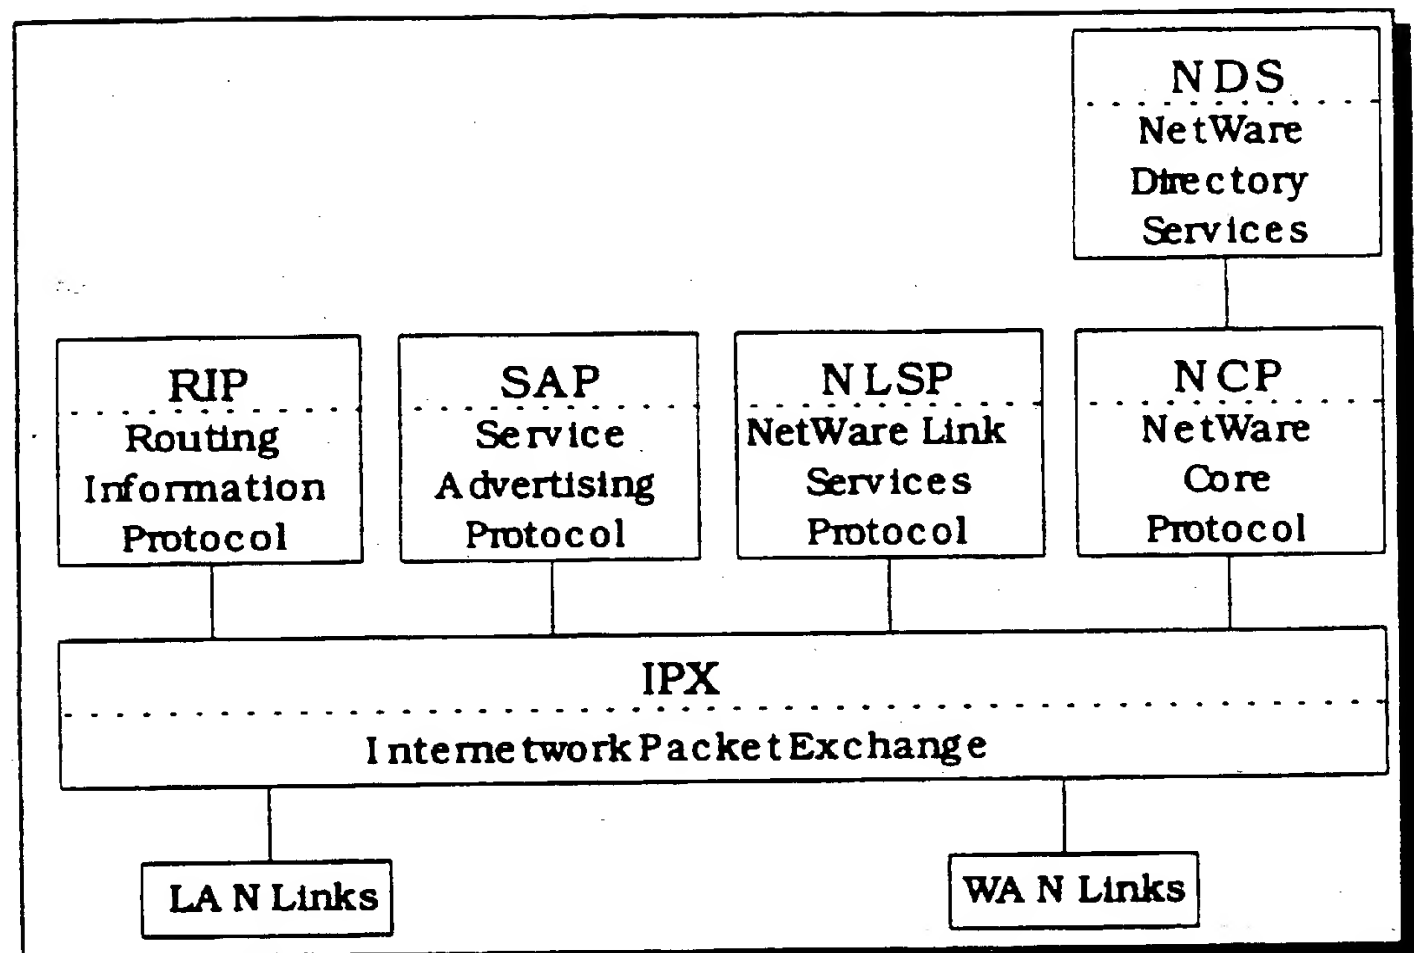 NDS
NetWare
Directory
Services
RIP
Routing
Information
Protocol
SAP
Service
Advertising
Protocol
NLSP
NetWare Link
Services
Protocol
NCP
NetWare
Core
Protocol
IPX
Internetwork Packet Exchange
LAN Links
WAN Links